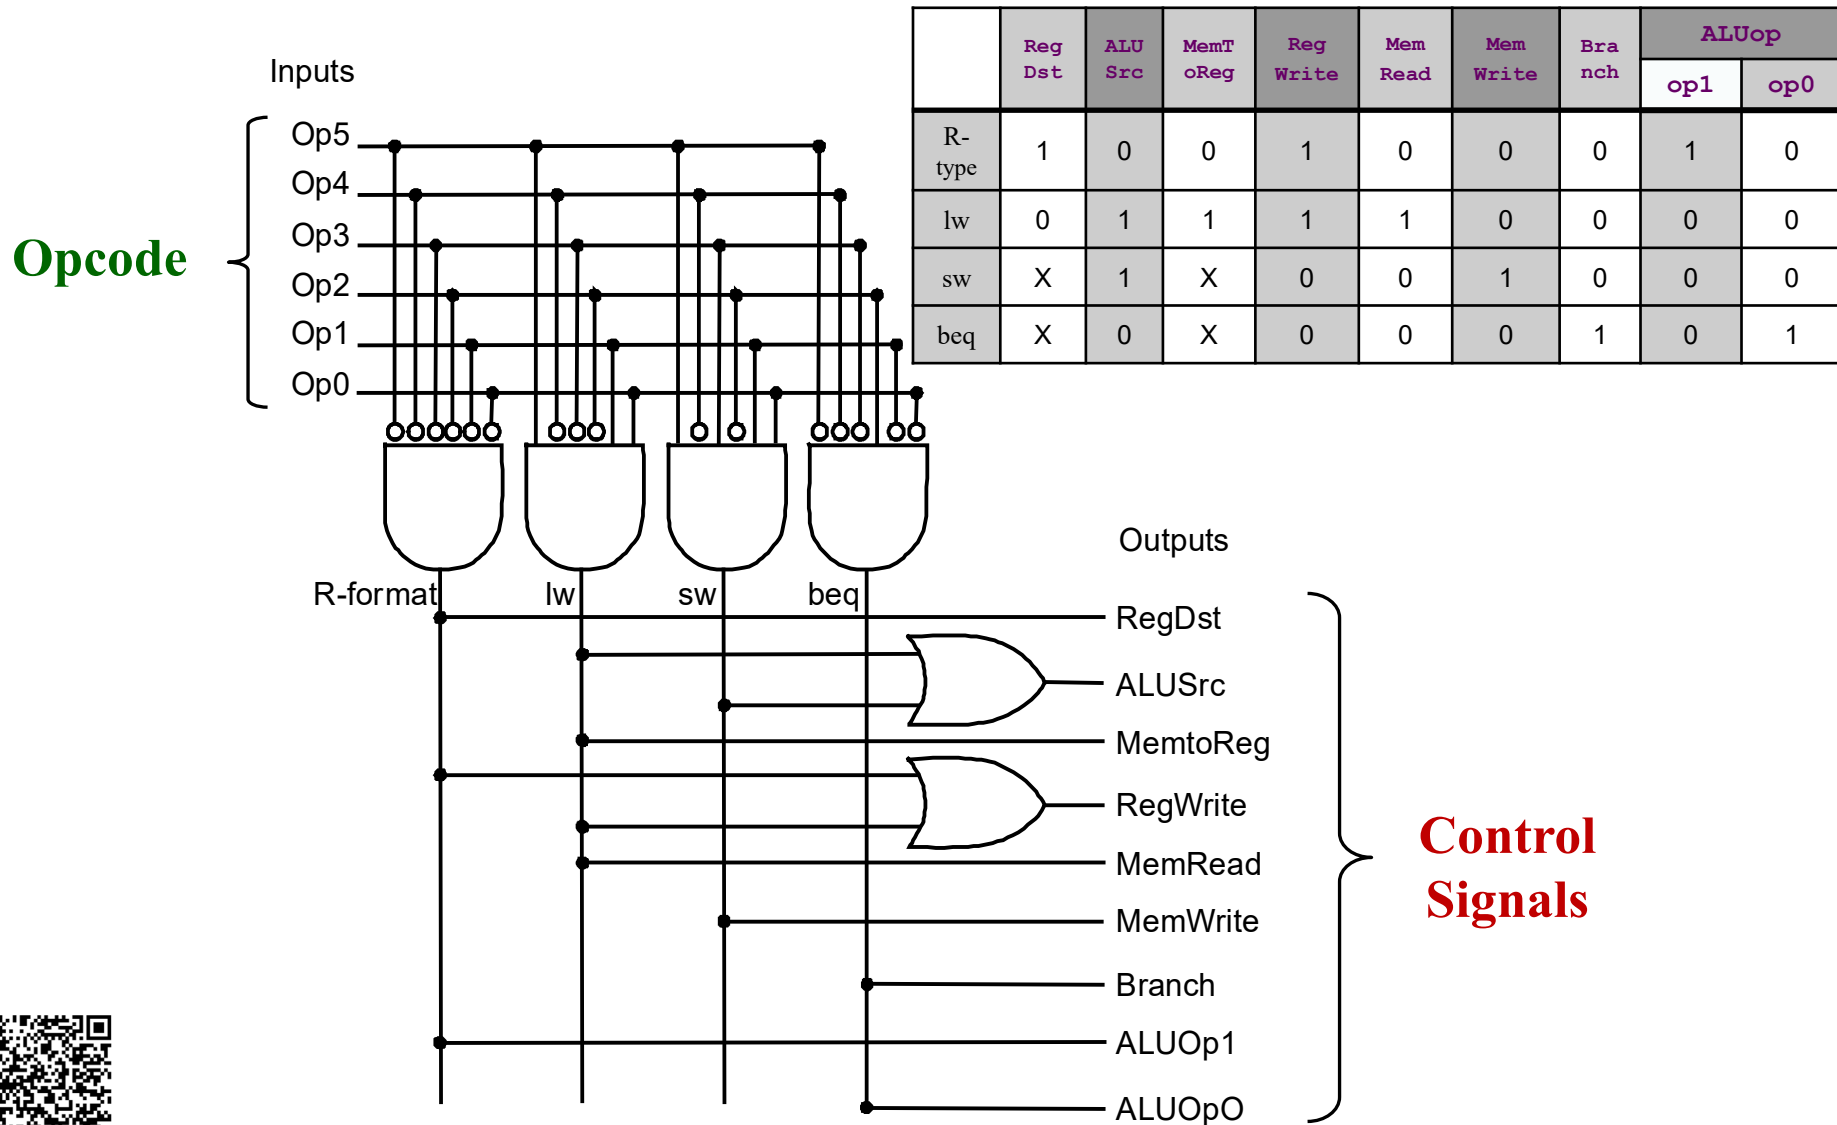 Reg Dst ALU Src MemT oReg Reg Write Mem Read Mem Write Bra nch ALUop
op1 op0
R-type 1 0 0 1 0 0 0 1 0
lw 0 1 1 1 1 0 0 0 0
sw X 1 X 0 0 1 0 0 0
beq X 0 X 0 0 0 1 0 1
Inputs
Opcode
Op5
Op4
Op3
Op2
Op1
Op0
R-format lw sw beq
Outputs
RegDst
ALUSrc
MemtoReg
RegWrite
MemRead
MemWrite
Branch
ALUOp1
ALUOpO
Control
Signals